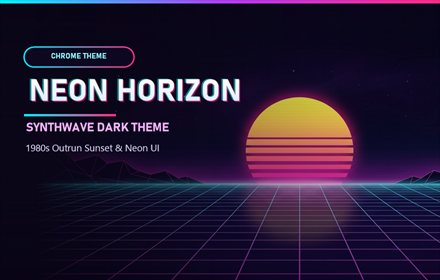 CHROME THEME
NEON HORIZON
SYNTHWAVE DARK THEME
1980s Outrun Sunset & Neon UI